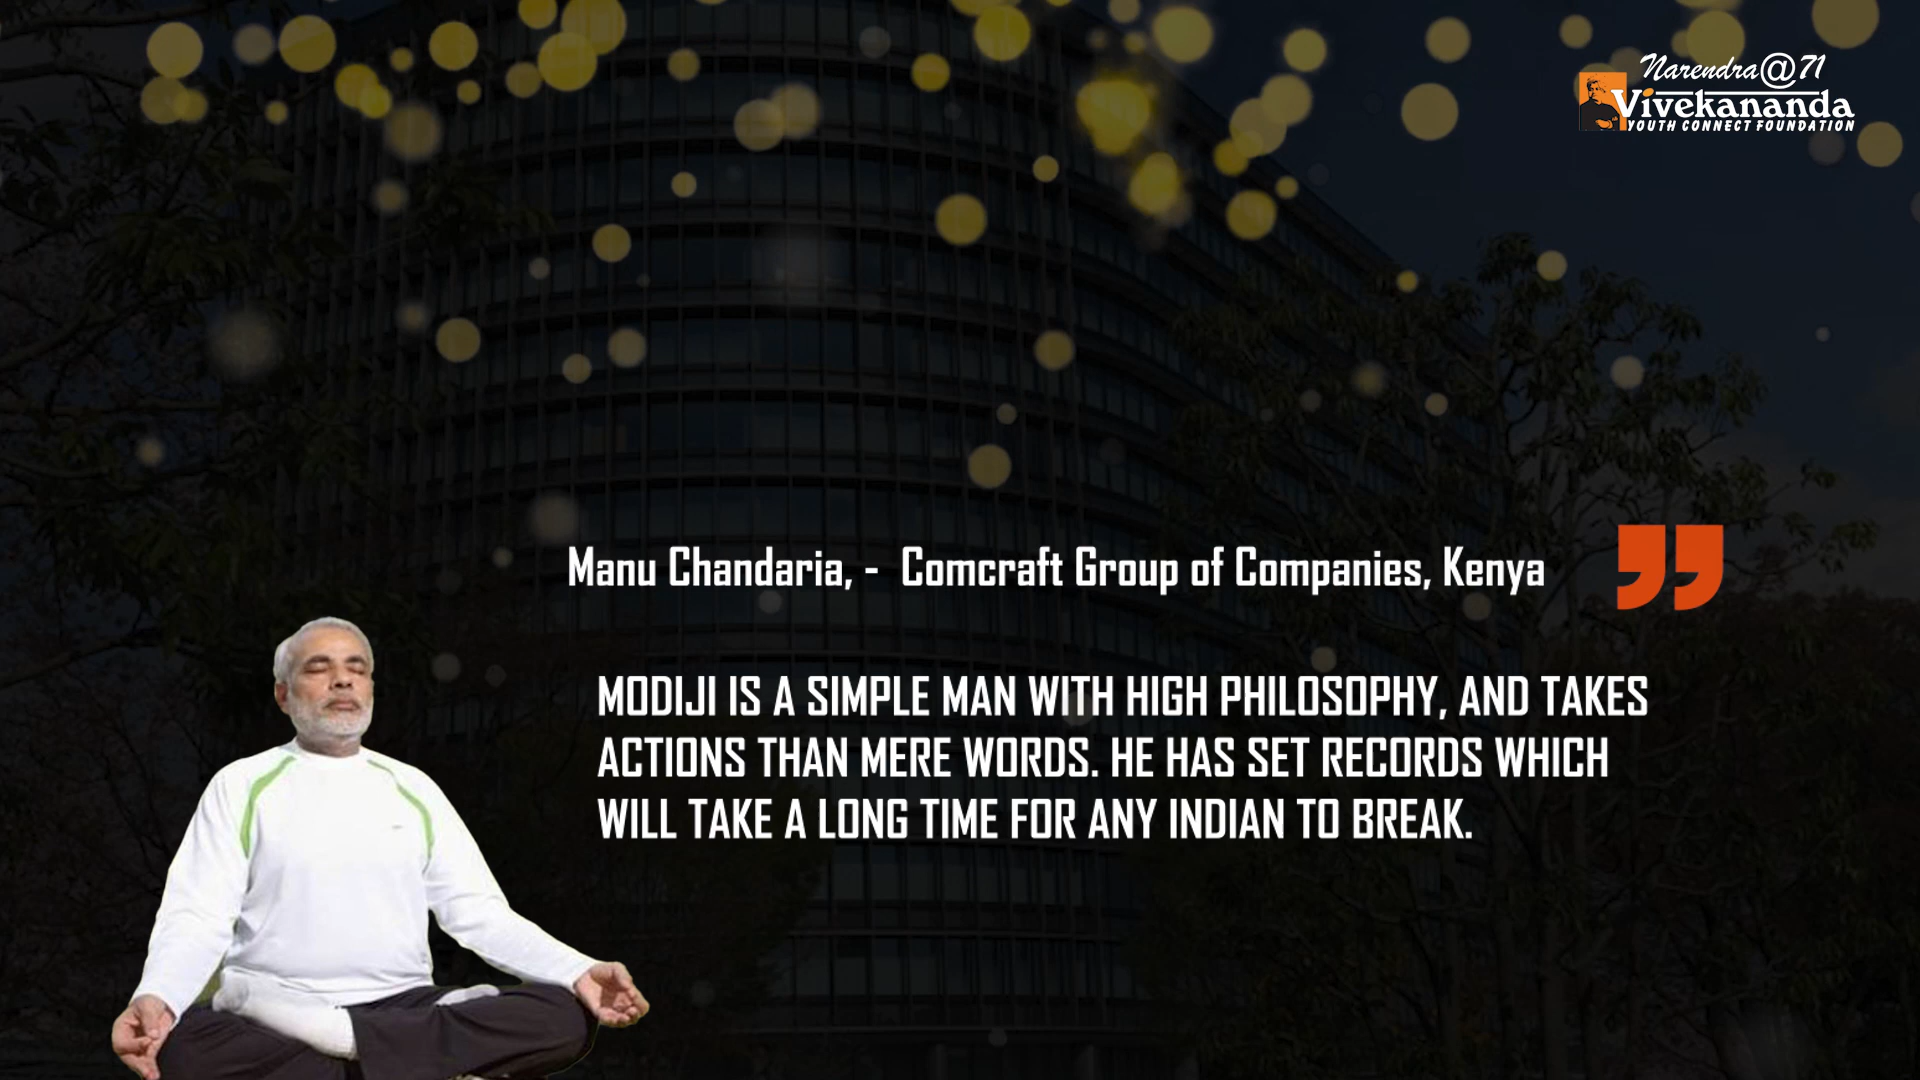 Narendra@71
Vivekananda
YOUTH CONNECT FOUNDATION
Manu Chandaria, - Comcraft Group of Companies, Kenya
”
MODIJI IS A SIMPLE MAN WITH HIGH PHILOSOPHY, AND TAKES
ACTIONS THAN MERE WORDS. HE HAS SET RECORDS WHICH
WILL TAKE A LONG TIME FOR ANY INDIAN TO BREAK.